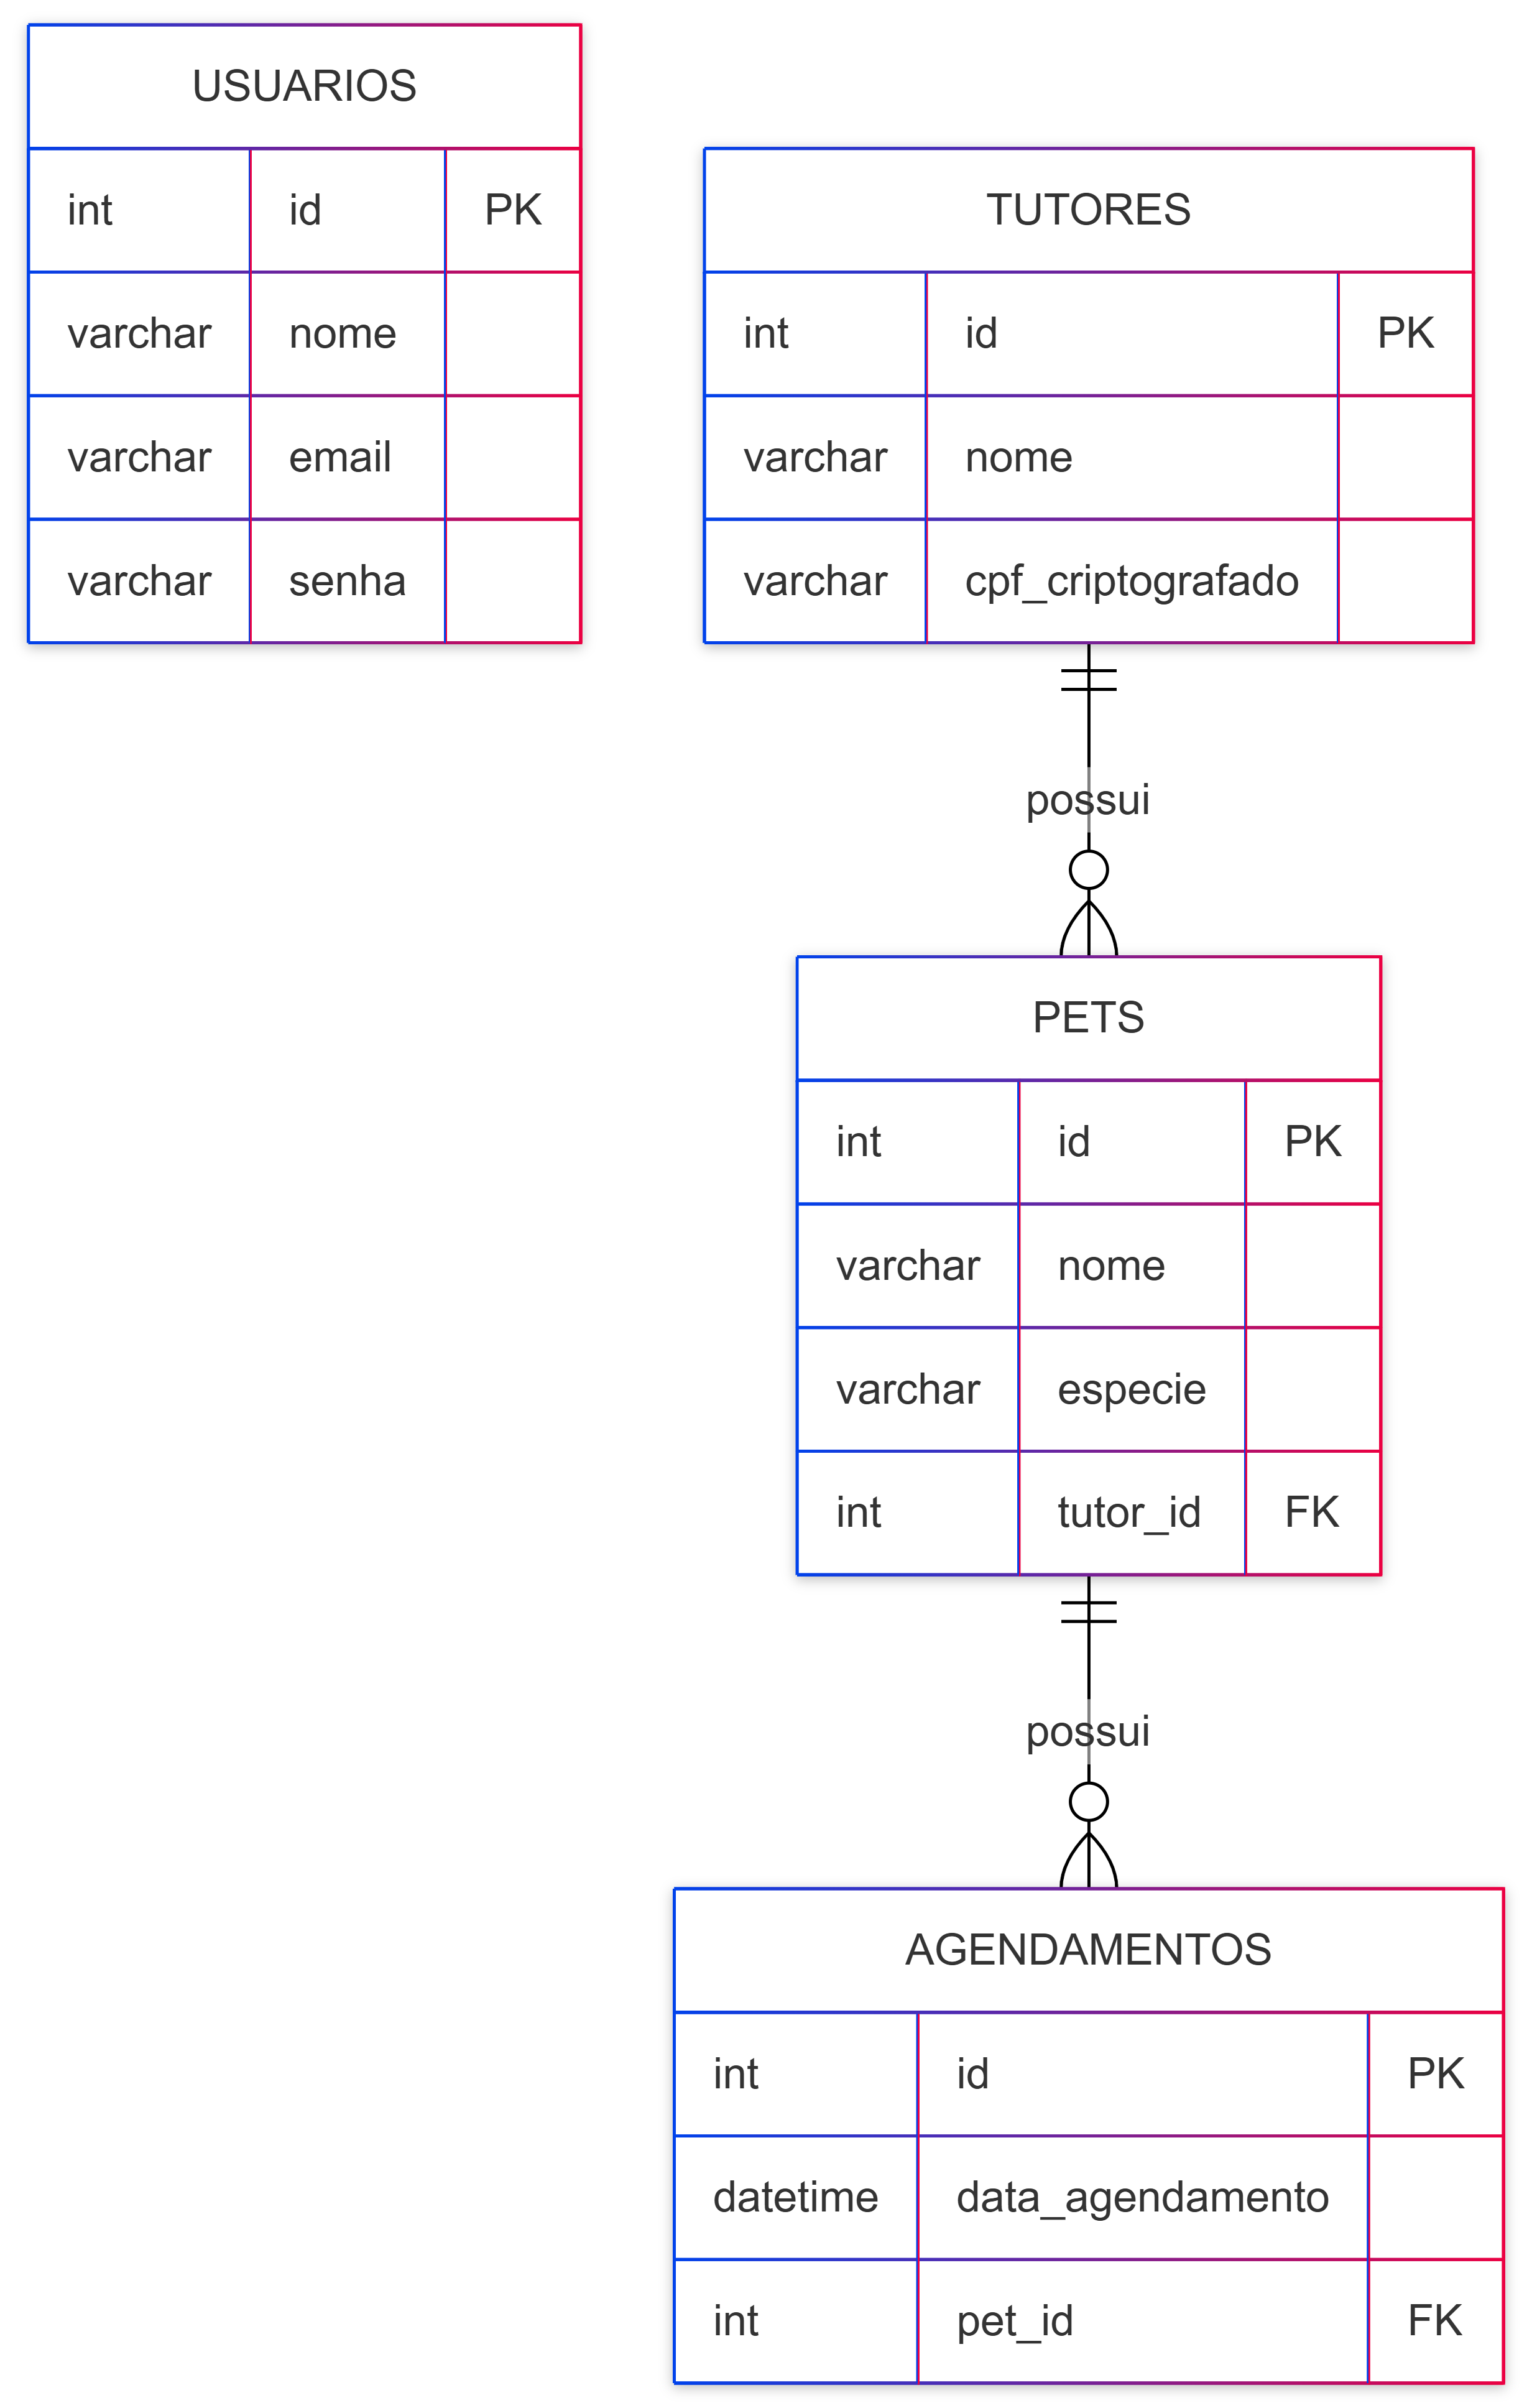 USUARIOS
int id PK
varchar nome
varchar email
varchar senha
TUTORES
int id PK
varchar nome
varchar cpf_criptografado
possui
PETS
int id PK
varchar nome
varchar especie
int tutor_id FK
possui
AGENDAMENTOS
int id PK
datetime data_agendamento
int pet_id FK